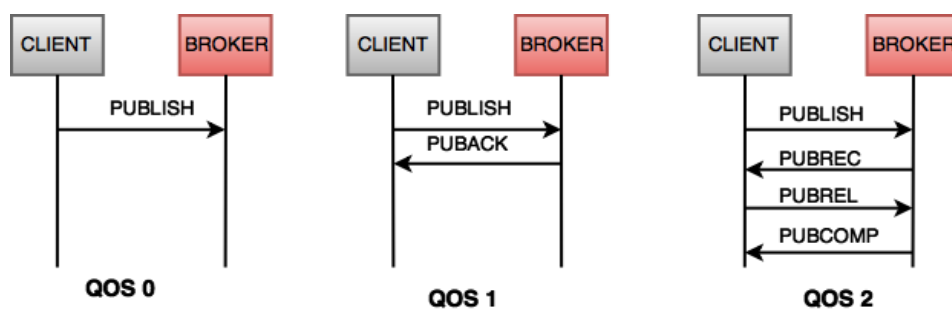 CLIENT BROKER
PUBLISH
QOS 0
CLIENT BROKER
PUBLISH
PUBACK
QOS 1
CLIENT BROKER
PUBLISH
PUBREC
PUBREL
PUBCOMP
QOS 2